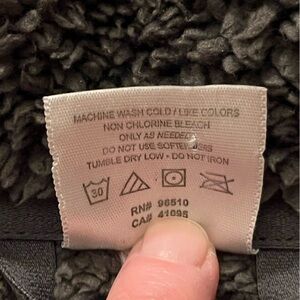 MACHINE WASH COLD / LIKE COLORS
NON CHLORINE BLEACH
ONLY AS NEEDED
DO NOT USE SOFTENERS
TUMBLE DRY LOW - DO NOT IRON
30
RN# 96510
CA# 41095